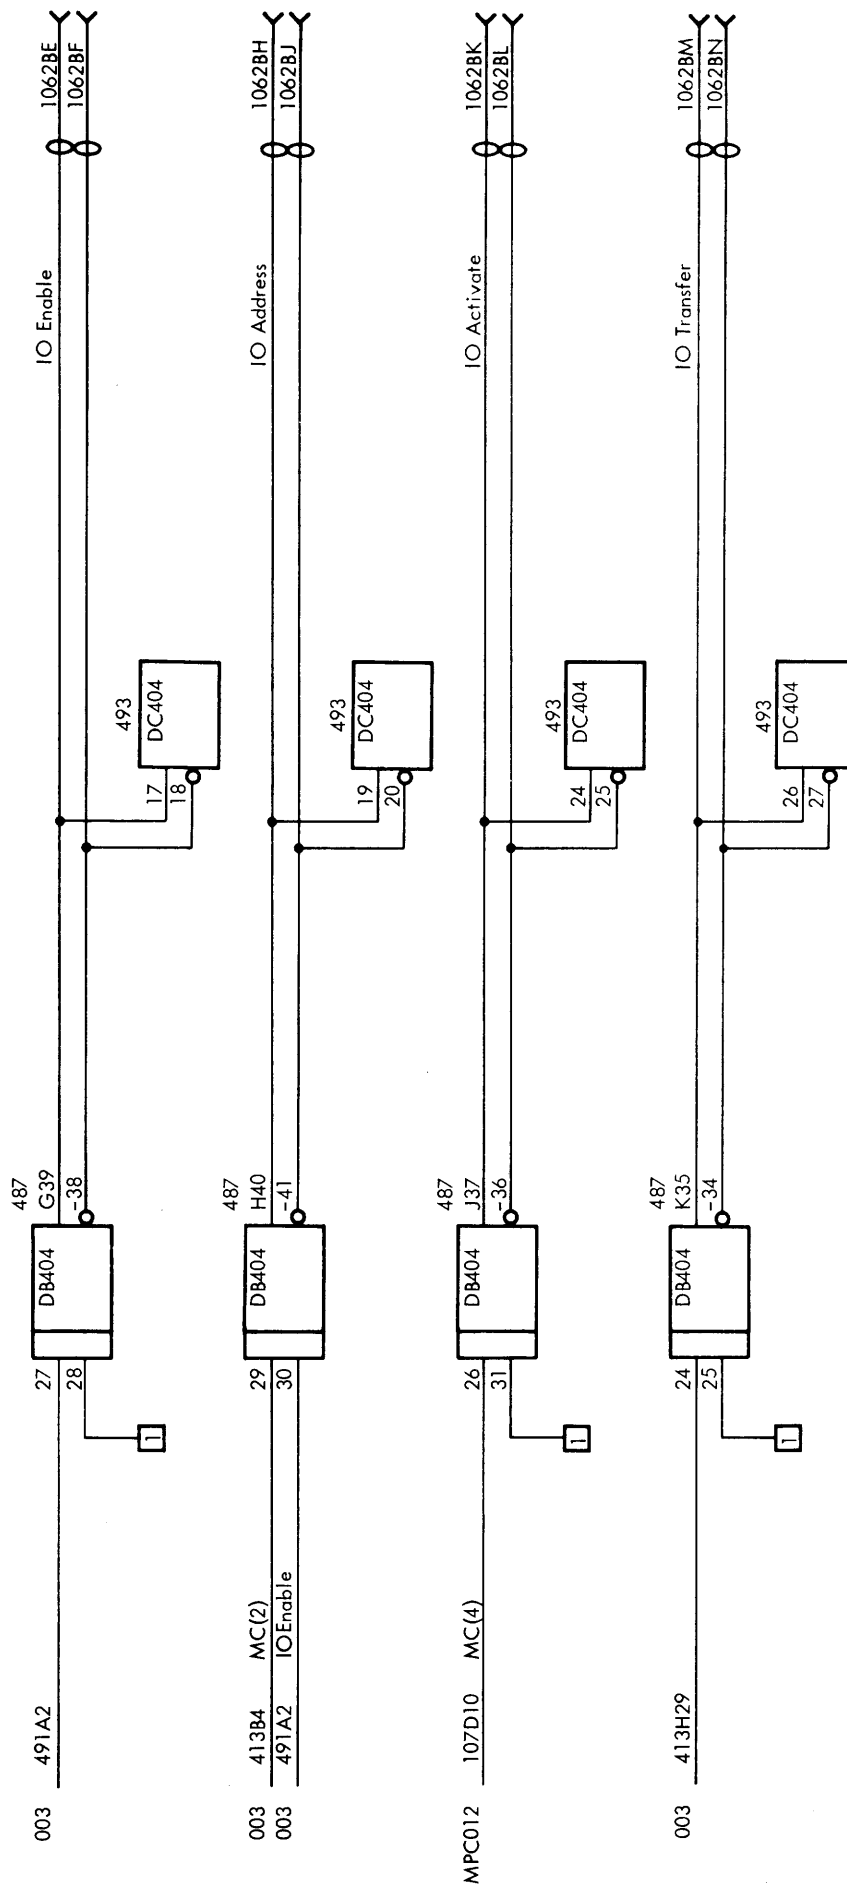 003 491A2 27 487 G39 IO Enable 1062BE
28 DB404 -38 1062BF
1
17 493
18 DC404
003 413B4 MC(2) 29 487 H40 IO Address 1062BH
003 491A2 IO Enable 30 DB404 -41 1062BJ
19 493
20 DC404
MPC012 107D10 MC(4) 26 487 J37 IO Activate 1062BK
31 DB404 -36 1062BL
1
24 493
25 DC404
003 413H29 24 487 K35 IO Transfer 1062BM
25 DB404 -34 1062BN
1
26 493
27 DC404